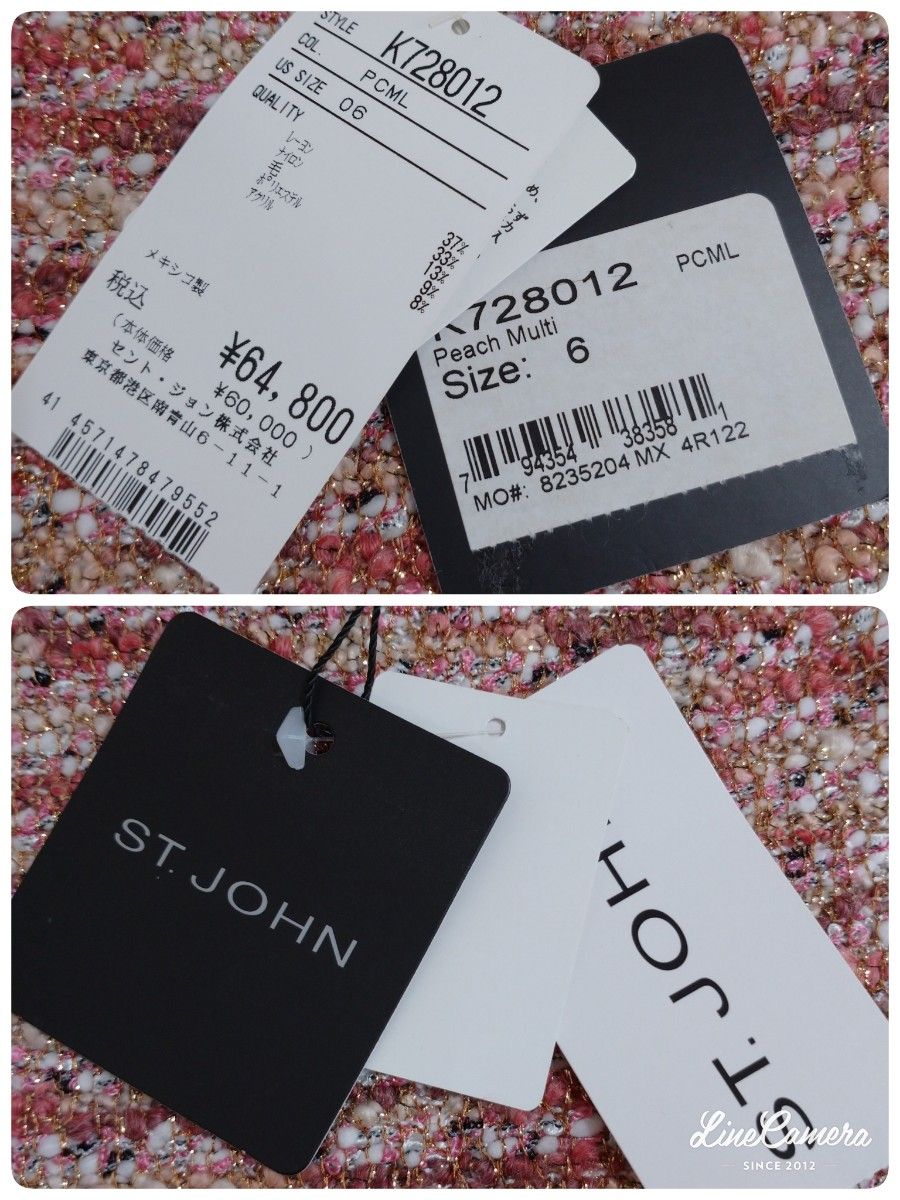 STYLE K728012
COL. PCML
US SIZE 06
QUALITY
レーヨン
ナイロン
毛
ポリエステル
アクリル
37%
33%
13%
9%
8%
メキシコ製
税込 ¥64,800
(本体価格 ¥60,000)
セント・ジョン株式会社
東京都港区南青山6-11-1
41 4571478479552
め、
ずカ
ス
K728012 PCML
Peach Multi
Size: 6
7 94354 38358 1
MO#: 8235204 MX 4R122
ST. JOHN
ST. JOH
LineCamera
SINCE 2012